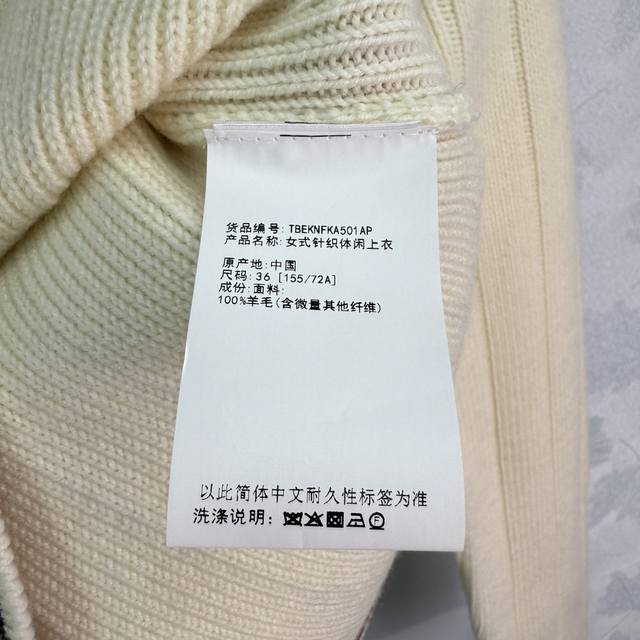 货品编号: TBEKNFKA501AP
产品名称: 女式针织体闲上衣
原产地: 中国
尺码: 36 [155/72A]
成份: 面料:
100%羊毛(含微量其他纤维)
以此简体中文耐久性标签为准
洗涤说明: